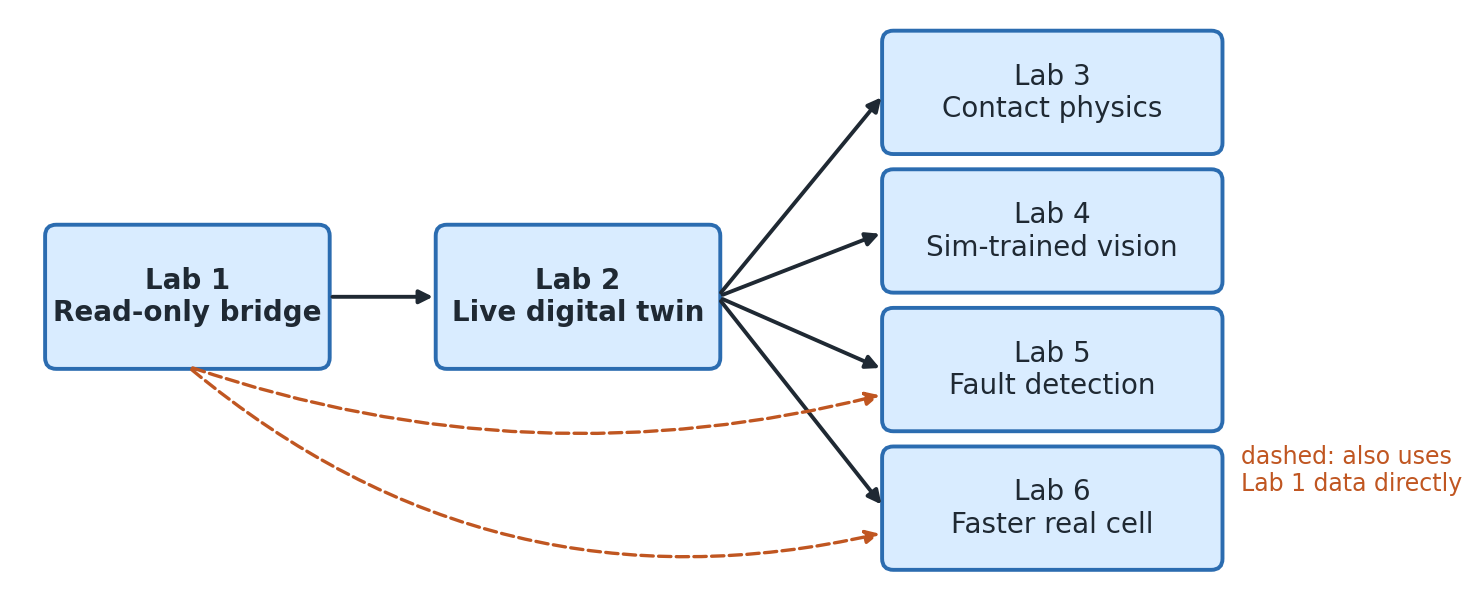 Lab 1
Read-only bridge
Lab 2
Live digital twin
Lab 3
Contact physics
Lab 4
Sim-trained vision
Lab 5
Fault detection
Lab 6
Faster real cell
dashed: also uses
Lab 1 data directly